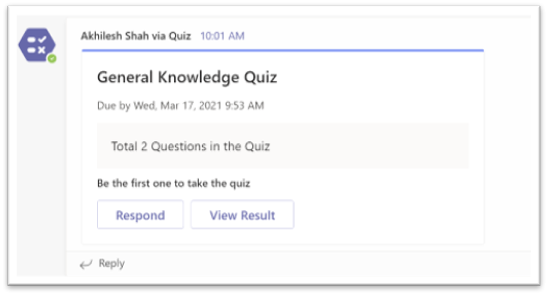 Akhilesh Shah via Quiz 10:01 AM
General Knowledge Quiz
Due by Wed, Mar 17, 2021 9:53 AM
Total 2 Questions in the Quiz
Be the first one to take the quiz
Respond View Result
Reply